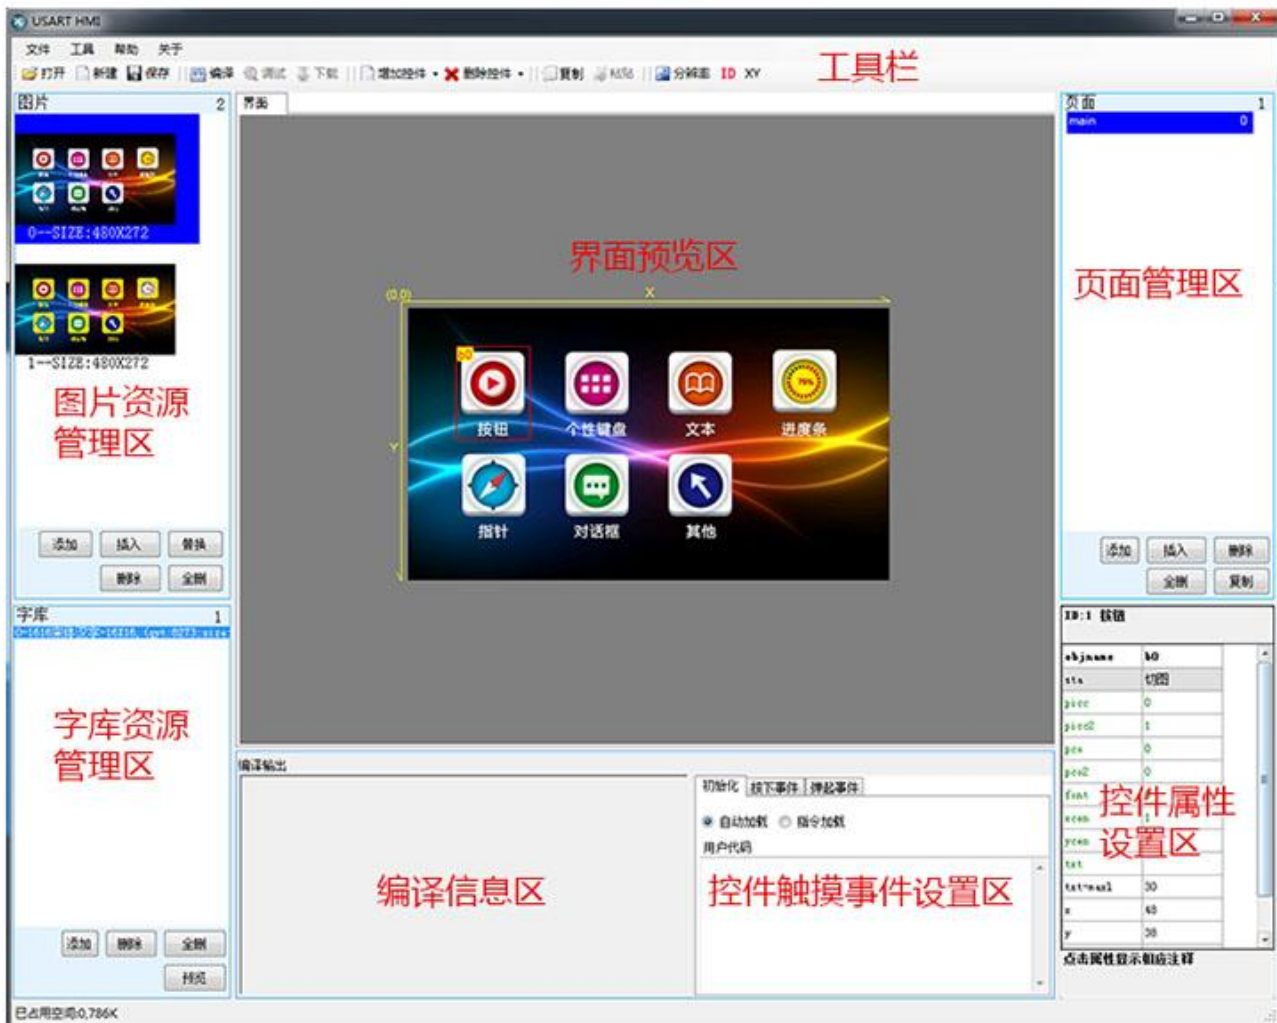 USART HMI
文件 工具 帮助 关于
打开 新建 保存 编译 调试 下载 增加控件 删除控件 复制 粘贴 分辨率 ID XY
工具栏
图片 2
0--SIZE:480X272
1--SIZE:480X272
图片资源
管理区
添加 插入 替换
删除 全删
字库 1
字库资源
管理区
添加 删除 全删
预览
界面
界面预览区
(0,0) X
Y
b0
按钮 个性键盘 文本 进度条
75%
指针 对话框 其他
编译输出
编译信息区
初始化 按下事件 弹起事件
自动加载 指令加载
用户代码
控件触摸事件设置区
页面 1
main 0
页面管理区
添加 插入 删除
全删 复制
ID:1 按钮
objname b0
sta 切图
picc 0
picc2 1
pco 0
pco2 0
font
xcen 1
ycen
txt
txt-maxl 30
x 48
y 38
控件属性
设置区
点击属性显示相应注释
已占用空间:0,786K